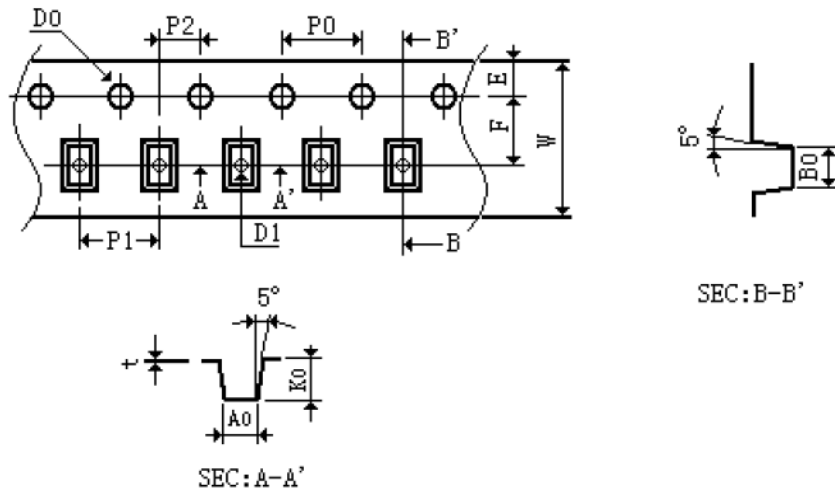 D0
P2
P0
B'
E
F
W
5°
B0
A
A'
P1
D1
B
SEC:B-B'
5°
t
K0
A0
SEC:A-A'